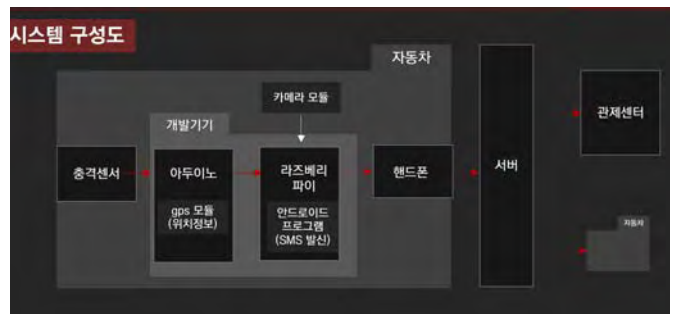 시스템 구성도
자동차
카메라 모듈
개발기기
충격센서
아두이노
gps 모듈
(위치정보)
라즈베리
파이
안드로이드
프로그램
(SMS 발신)
핸드폰
서버
관제센터
자동차